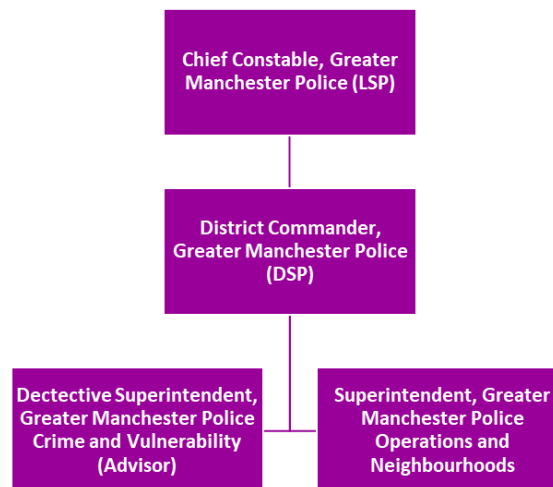 Chief Constable, Greater
Manchester Police (LSP)
District Commander,
Greater Manchester Police
(DSP)
Dectective Superintendent,
Greater Manchester Police
Crime and Vulnerability
(Advisor)
Superintendent, Greater
Manchester Police
Operations and
Neighbourhoods